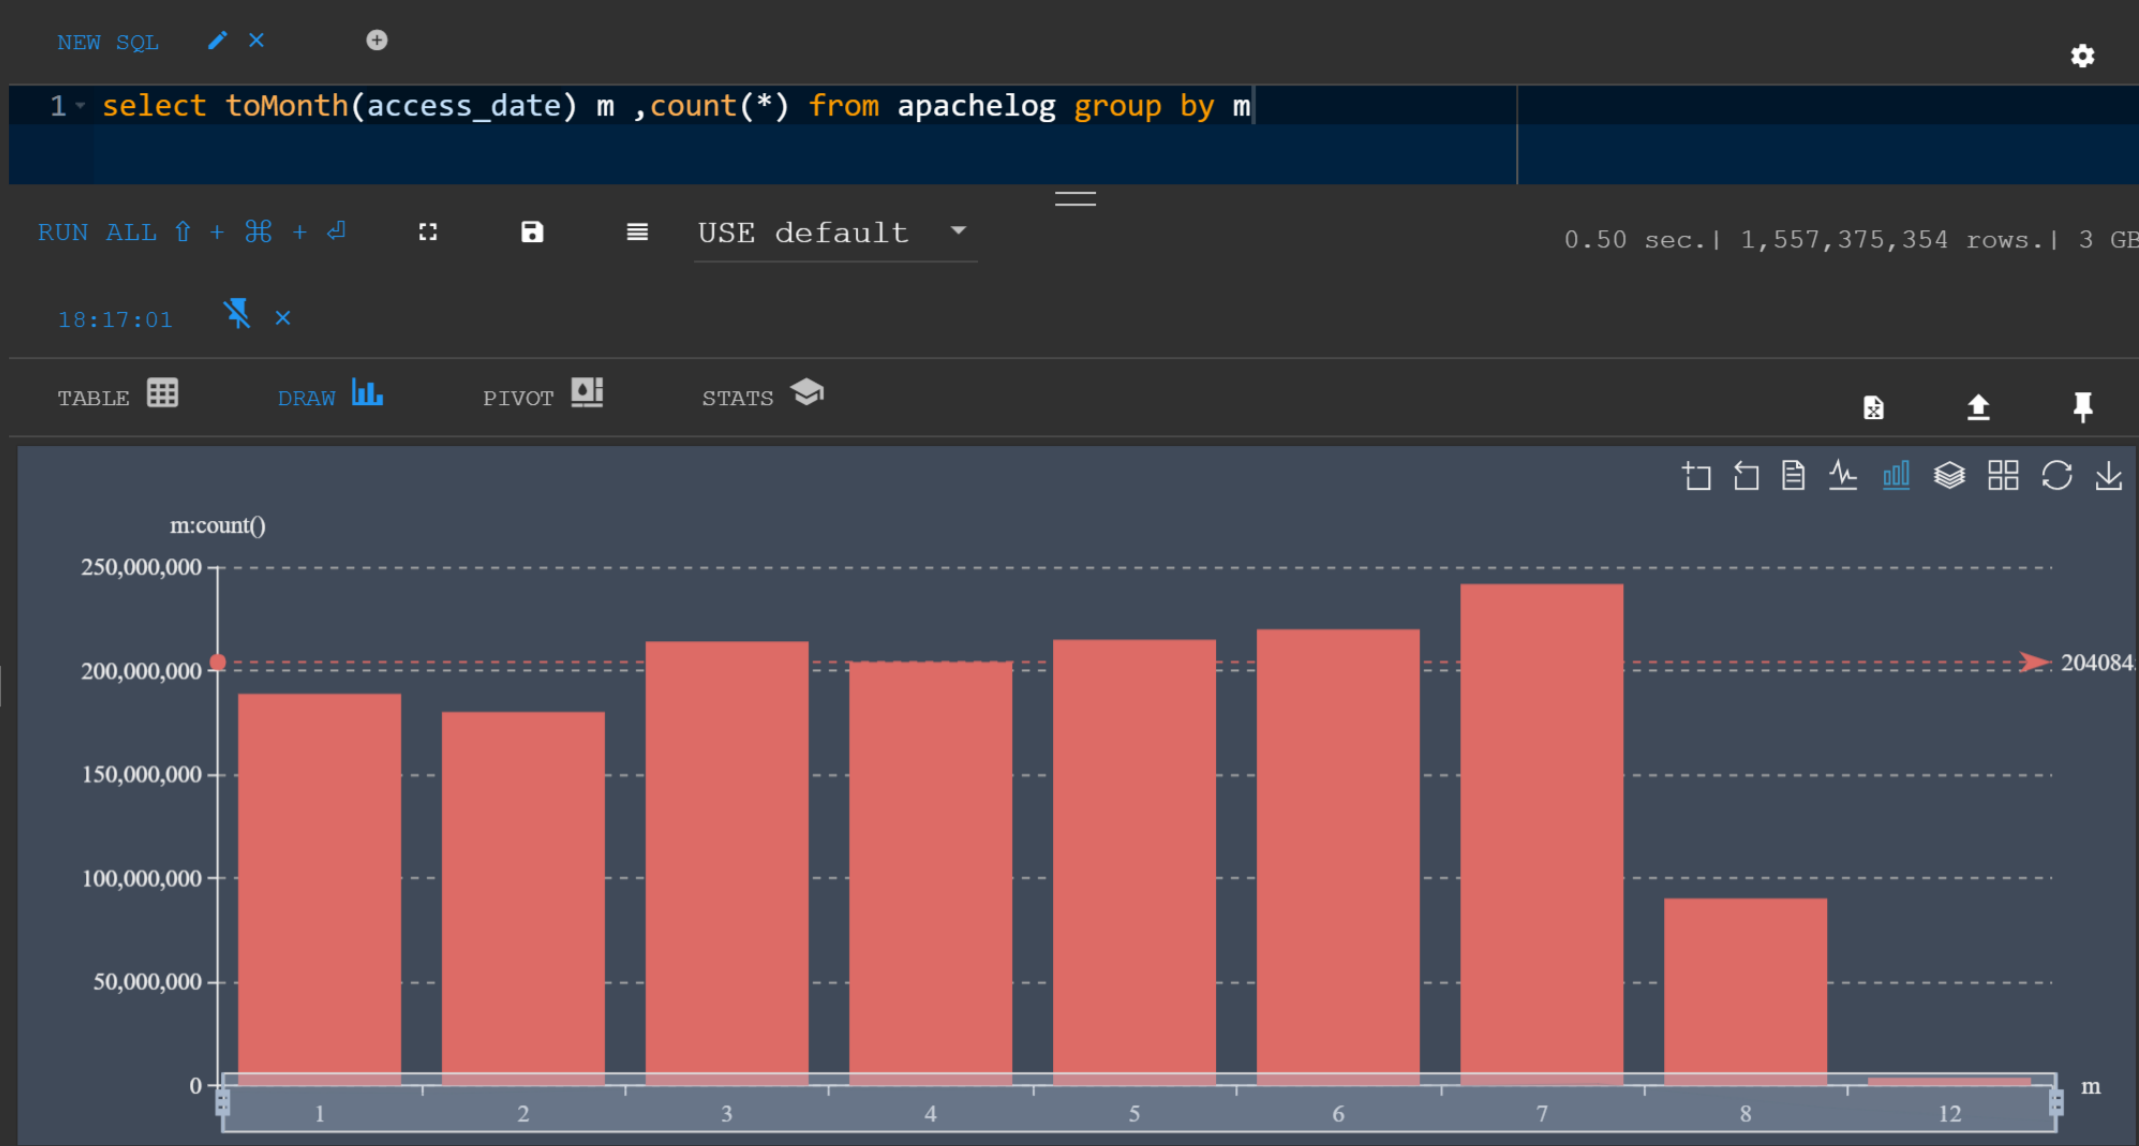 NEW SQL
1 select toMonth(access_date) m ,count(*) from apachelog group by m
RUN ALL ⇧ + ⌘ + ⏎ USE default 0.50 sec.| 1,557,375,354 rows.| 3 GB
18:17:01
TABLE DRAW PIVOT STATS
m:count()
250,000,000
204084.
200,000,000
150,000,000
100,000,000
50,000,000
0
m
1 2 3 4 5 6 7 8 12